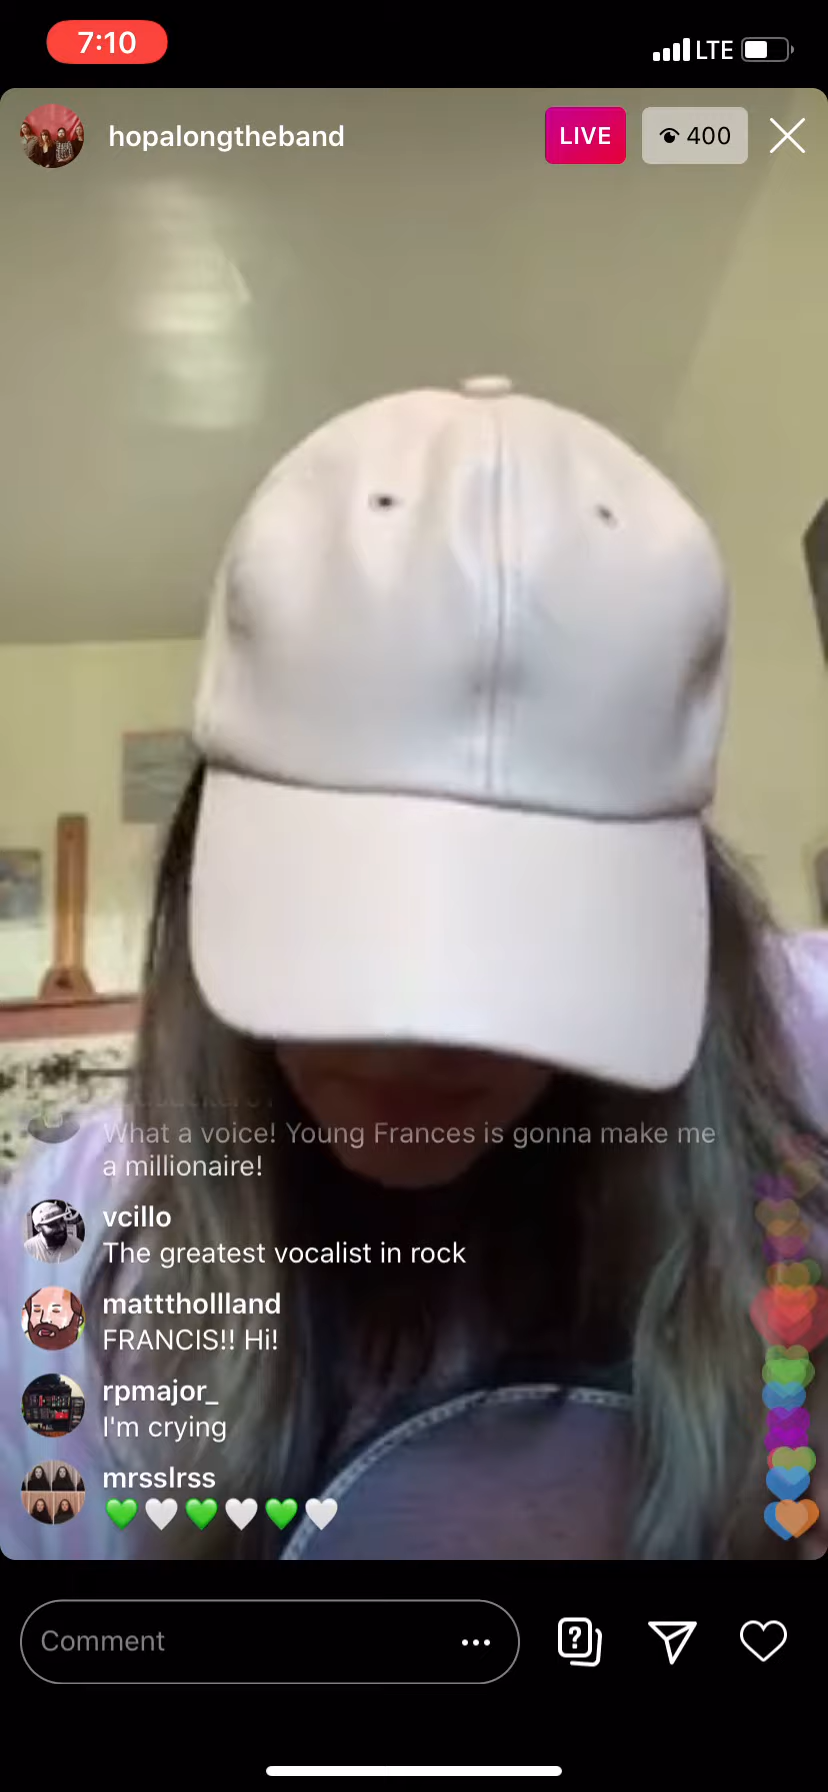 7:10
LTE
hopalongtheband
LIVE
400
What a voice! Young Frances is gonna make me
a millionaire!
vcillo
The greatest vocalist in rock
mattthollland
FRANCIS!! Hi!
rpmajor_
I'm crying
mrsslrss
💚🤍💚🤍💚🤍
Comment